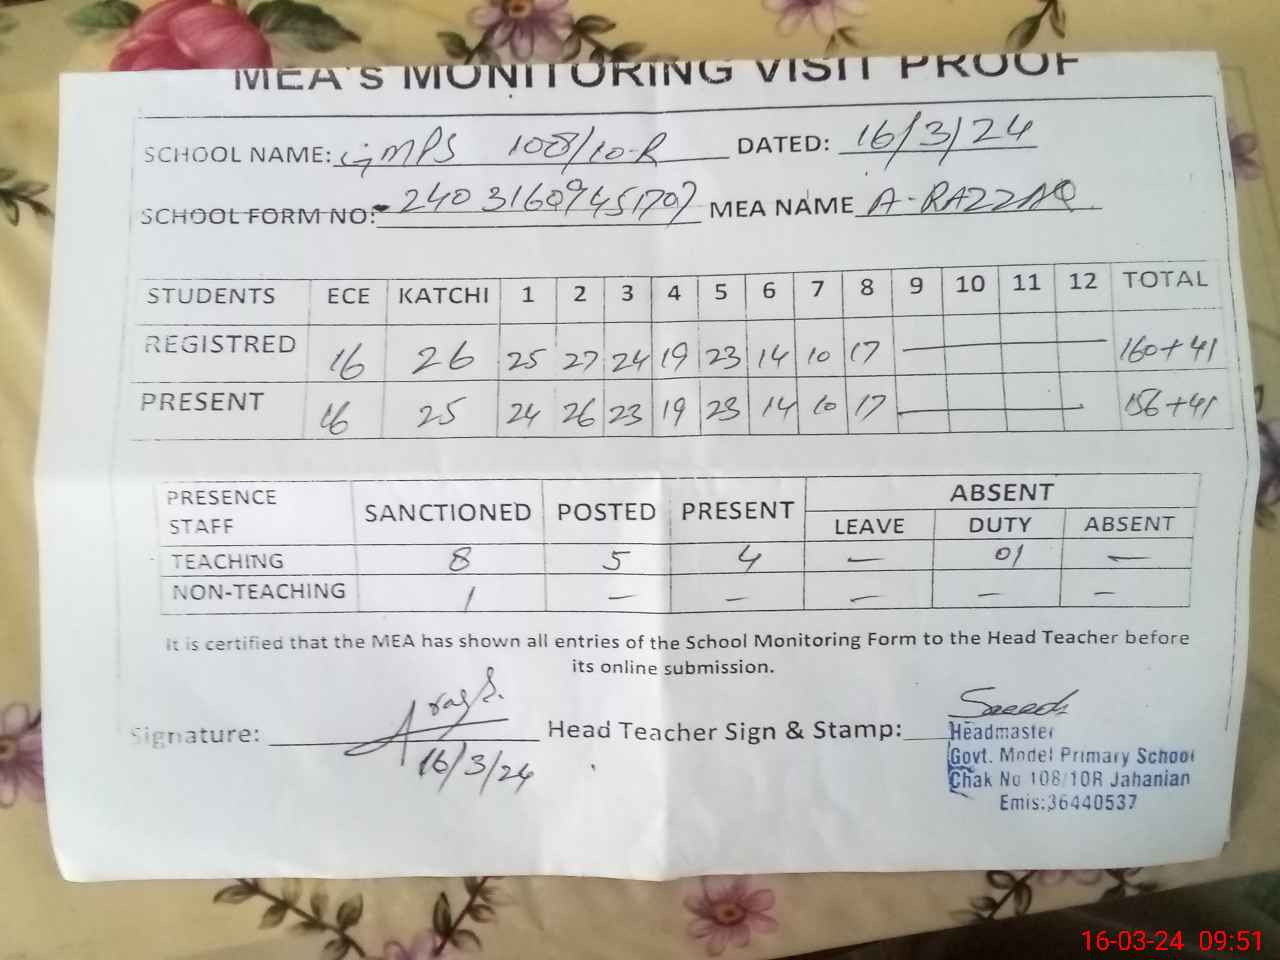 MEA's MONITORING VISIT PROOF
SCHOOL NAME: GMPS 108/10-R DATED: 16/3/24
SCHOOL FORM NO: 240316094451707 MEA NAME A-RAZZAQ
STUDENTS ECE KATCHI 1 2 3 4 5 6 7 8 9 10 11 12 TOTAL
REGISTRED 16 26 25 27 24 19 23 14 10 17 160+41
PRESENT 16 25 24 26 23 19 23 14 10 17 156+41
PRESENCE STAFF SANCTIONED POSTED PRESENT ABSENT
LEAVE DUTY ABSENT
TEACHING 8 5 4 — 01 —
NON-TEACHING 1 — — — — —
It is certified that the MEA has shown all entries of the School Monitoring Form to the Head Teacher before
its online submission.
Signature: Head Teacher Sign & Stamp: Saeed
16/3/24
Headmaster
Govt. Model Primary School
Chak No 108/10R Jahanian
Emis:36440537
16-03-24 09:51